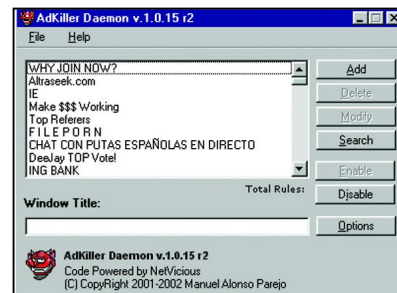 AdKiller Daemon v.1.0.15 r2
File Help
WHY JOIN NOW?
Altraseek.com
IE
Make $$$ Working
Top Referers
F I L E P O R N
CHAT CON PUTAS ESPAÑOLAS EN DIRECTO
DeeJay TOP Vote!
ING BANK
Add
Delete
Modify
Search
Enable
Disable
Options
Total Rules:
Window Title:
AdKiller Daemon v.1.0.15 r2
Code Powered by NetVicious
(C) CopyRight 2001-2002 Manuel Alonso Parejo